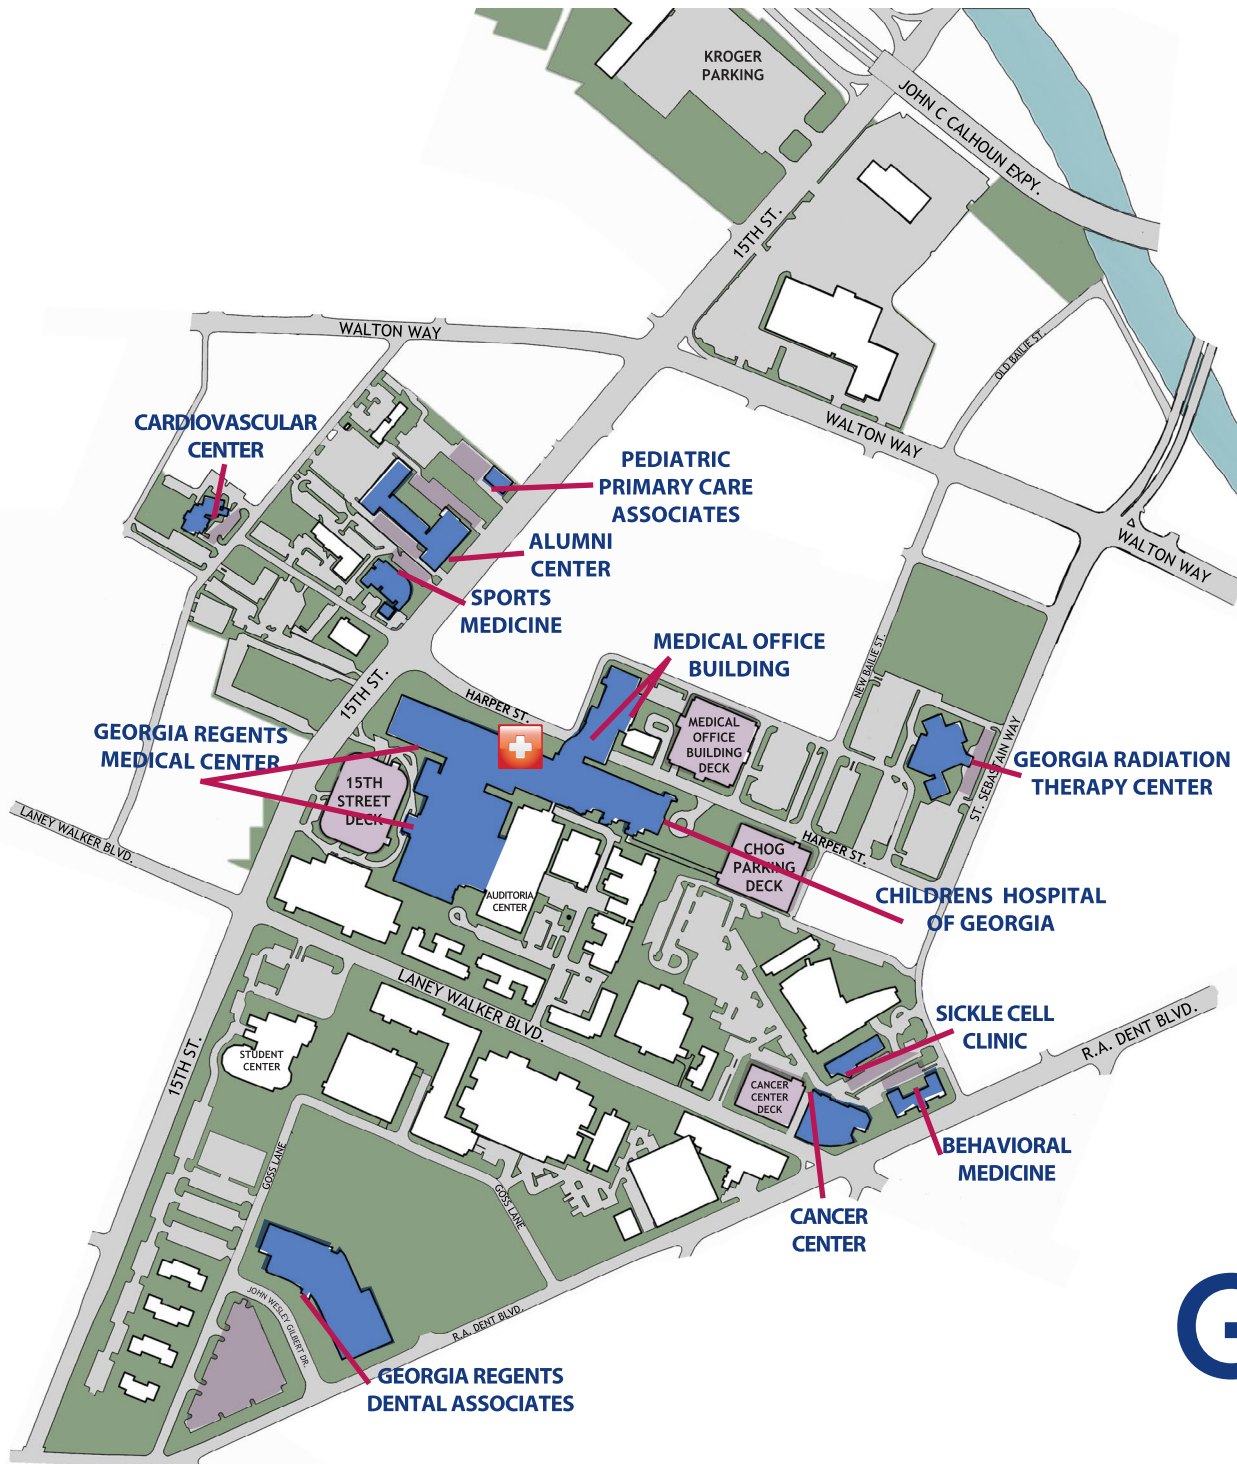 KROGER
PARKING
JOHN C CALHOUN EXPY.
15TH ST.
WALTON WAY
OLD BAILIE ST.
WALTON WAY
CARDIOVASCULAR
CENTER
PEDIATRIC
PRIMARY CARE
ASSOCIATES
WALTON WAY
ALUMNI
CENTER
SPORTS
MEDICINE
MEDICAL OFFICE
BUILDING
NEW BAILIE ST.
15TH ST.
HARPER ST.
GEORGIA REGENTS
MEDICAL CENTER
MEDICAL
OFFICE
BUILDING
DECK
ST. SEBASTAIN WAY
GEORGIA RADIATION
THERAPY CENTER
15TH
STREET
DECK
LANEY WALKER BLVD.
HARPER ST.
CHOG
PARKING
DECK
AUDITORIA
CENTER
CHILDRENS HOSPITAL
OF GEORGIA
LANEY WALKER BLVD.
SICKLE CELL
CLINIC
R.A. DENT BLVD.
15TH ST.
STUDENT
CENTER
CANCER
CENTER
DECK
BEHAVIORAL
MEDICINE
GOSS LANE
GOSS LANE
CANCER
CENTER
JOHN WESLEY GILBERT DR.
R.A. DENT BLVD.
GEORGIA REGENTS
DENTAL ASSOCIATES
G